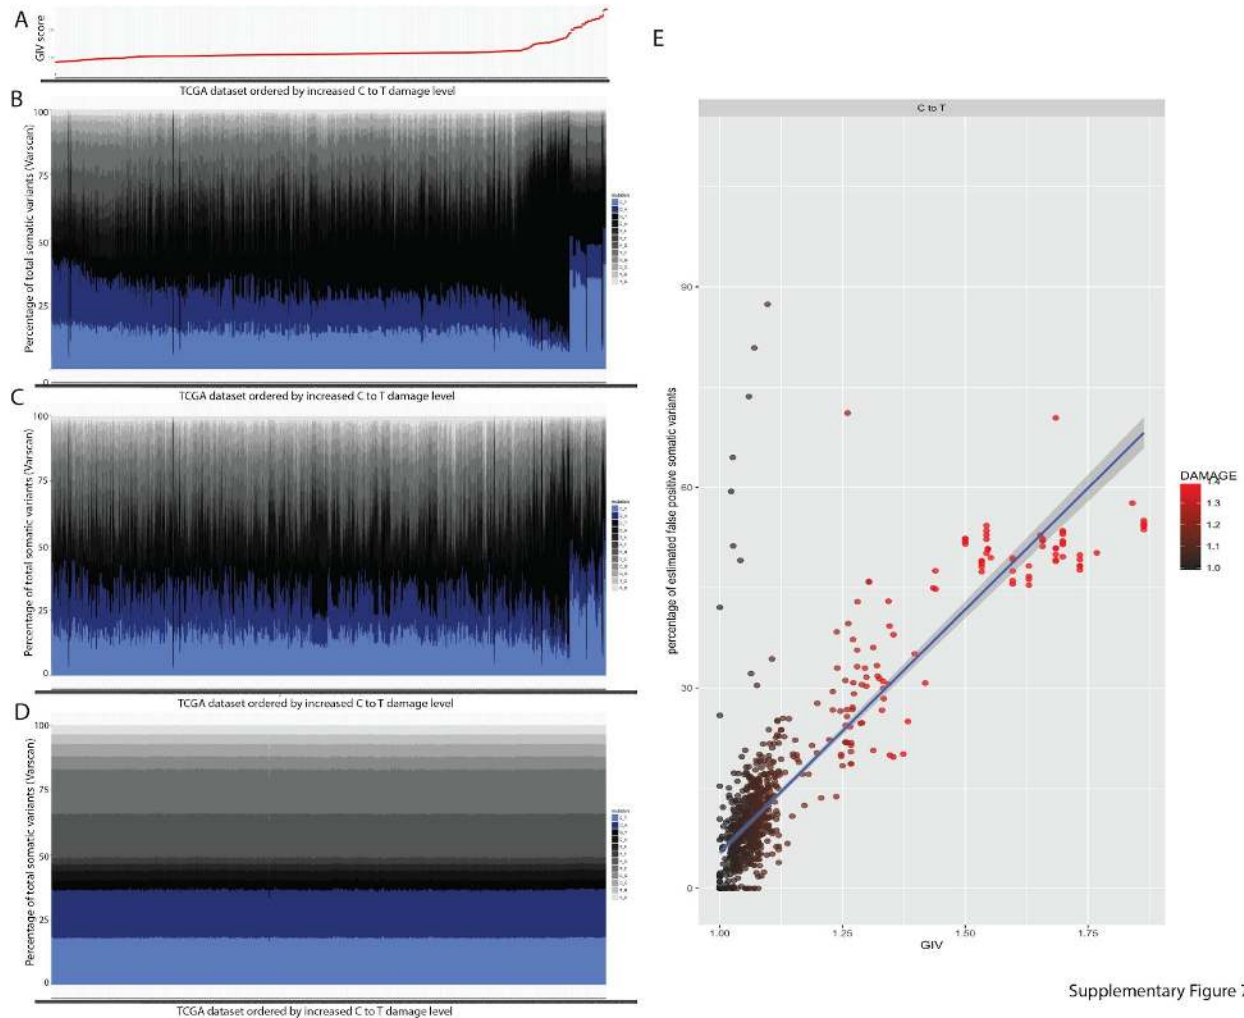 A
GIV score
TCGA dataset ordered by increased C to T damage level
B
Percentage of total somatic variants (Varscan)
100
75
50
25
0
TCGA dataset ordered by increased C to T damage level
C
Percentage of total somatic variants (Varscan)
100
75
50
25
0
TCGA dataset ordered by increased C to T damage level
D
Percentage of total somatic variants (Varscan)
100
75
50
25
0
TCGA dataset ordered by increased C to T damage level
E
C to T
percentage of estimated false positive somatic variants
90
60
30
0
1.00
1.25
1.50
1.75
GIV
DAMAGE
1.4
1.3
1.2
1.1
1.0
Supplementary Figure 7